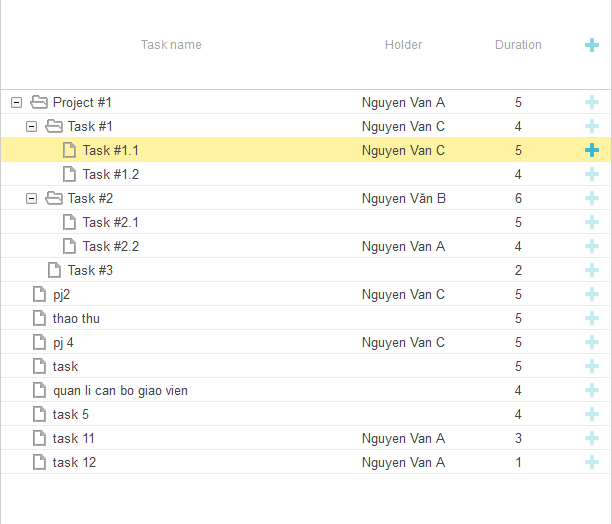 Task name Holder Duration
Project #1 Nguyen Van A 5
Task #1 Nguyen Van C 4
Task #1.1 Nguyen Van C 5
Task #1.2 4
Task #2 Nguyen Văn B 6
Task #2.1 5
Task #2.2 Nguyen Van A 4
Task #3 2
pj2 Nguyen Van C 5
thao thu 5
pj 4 Nguyen Van C 5
task 5
quan li can bo giao vien 4
task 5 4
task 11 Nguyen Van A 3
task 12 Nguyen Van A 1